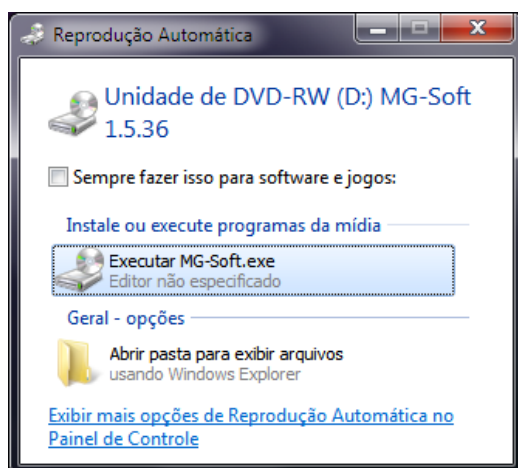 Reprodução Automática
Unidade de DVD-RW (D:) MG-Soft
1.5.36
Sempre fazer isso para software e jogos:
Instale ou execute programas da mídia
Executar MG-Soft.exe
Editor não especificado
Geral - opções
Abrir pasta para exibir arquivos
usando Windows Explorer
Exibir mais opções de Reprodução Automática no
Painel de Controle